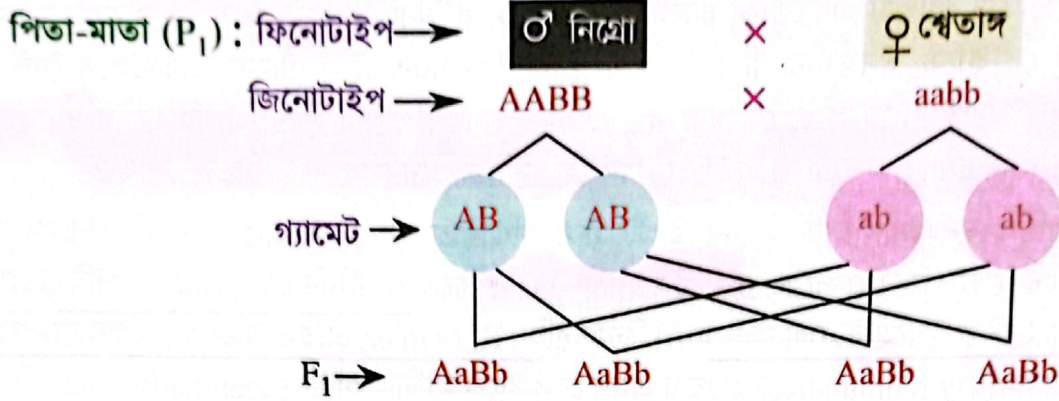 পিতা-মাতা (P₁) : ফিনোটাইপ → ♂ নিগ্রো × ♀ শ্বেতাঙ্গ
জিনোটাইপ → AABB × aabb
গ্যামেট → AB AB ab ab
F₁ → AaBb AaBb AaBb AaBb